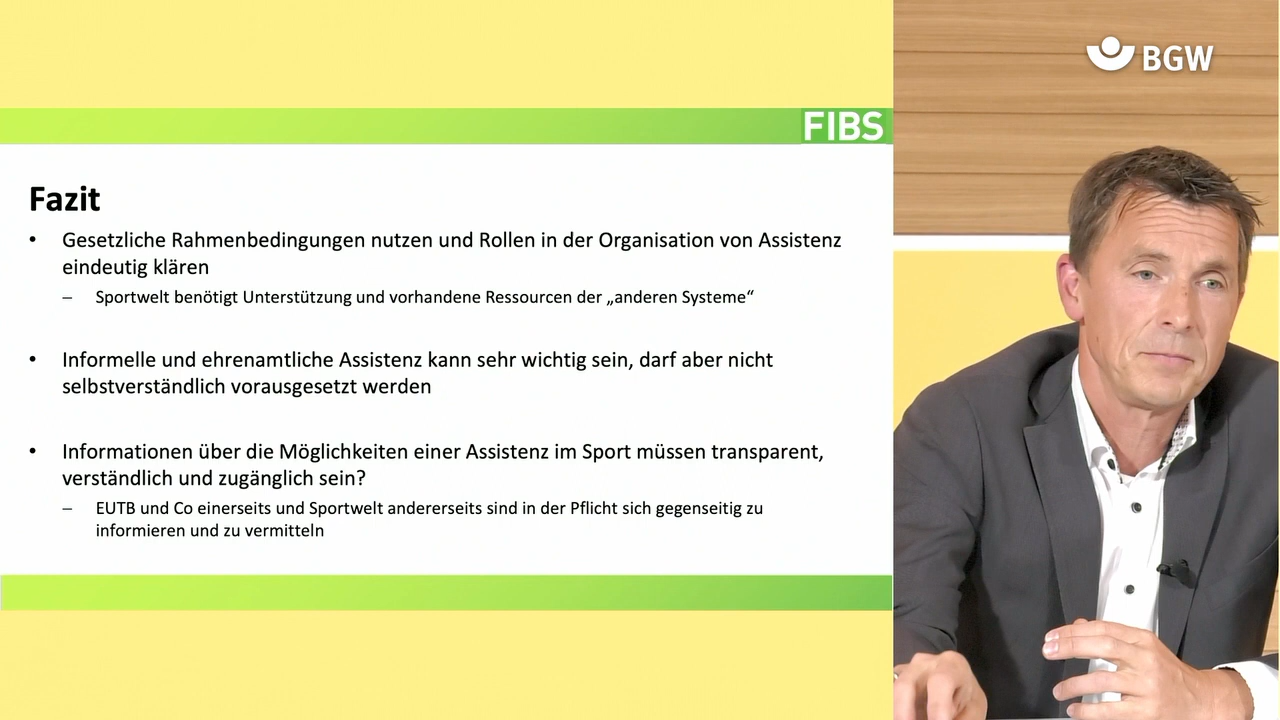 BGW
FIBS
Fazit
• Gesetzliche Rahmenbedingungen nutzen und Rollen in der Organisation von Assistenz
eindeutig klären
– Sportwelt benötigt Unterstützung und vorhandene Ressourcen der „anderen Systeme“
• Informelle und ehrenamtliche Assistenz kann sehr wichtig sein, darf aber nicht
selbstverständlich vorausgesetzt werden
• Informationen über die Möglichkeiten einer Assistenz im Sport müssen transparent,
verständlich und zugänglich sein?
– EUTB und Co einerseits und Sportwelt andererseits sind in der Pflicht sich gegenseitig zu
informieren und zu vermitteln